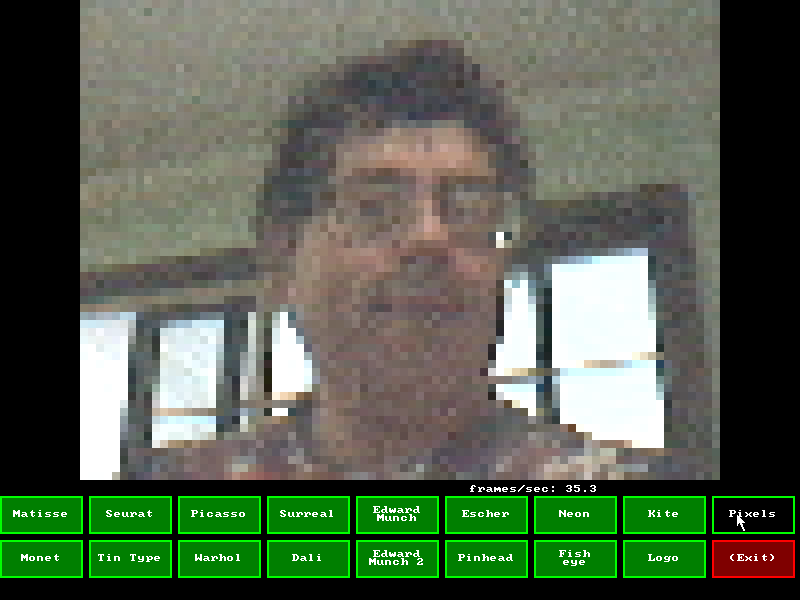 frames/sec: 35.3
Matisse
Seurat
Picasso
Surreal
Edward
Munch
Escher
Neon
Kite
Pixels
Monet
Tin Type
Warhol
Dali
Edward
Munch 2
Pinhead
Fish
eye
Logo
(Exit)